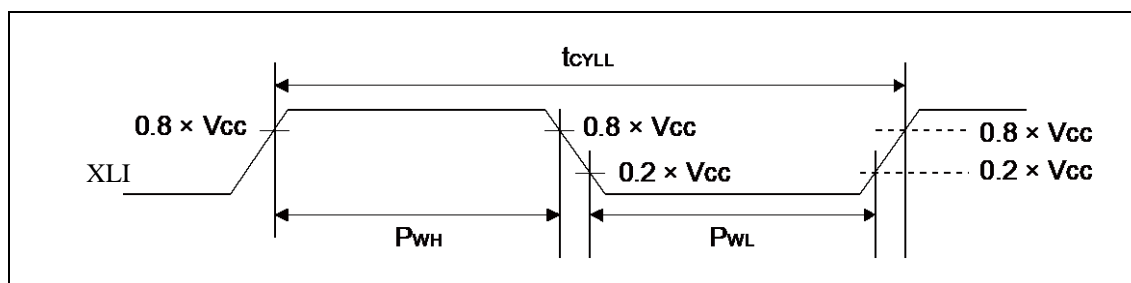 tCYLL
0.8 × Vcc
0.8 × Vcc
0.8 × Vcc
XLI
0.2 × Vcc
0.2 × Vcc
PWH
PWL